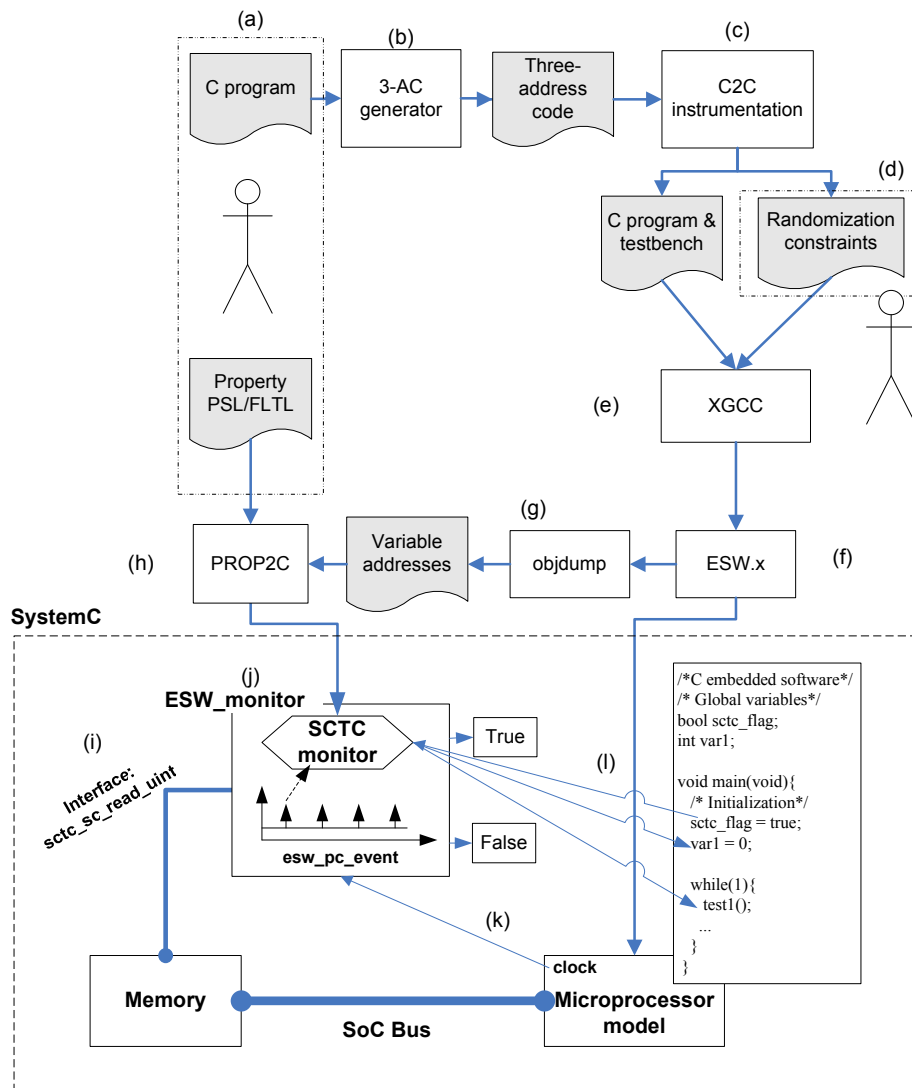 (a)
(b)
(c)
C program
3-AC
generator
Three-
address
code
C2C
instrumentation
(d)
C program &
testbench
Randomization
constraints
Property
PSL/FLTL
(e)
XGCC
(g)
(h)
PROP2C
Variable
addresses
objdump
ESW.x
(f)
SystemC
(j)
ESW_monitor
SCTC
monitor
True
(i)
Interface:
sctc_sc_read_uint
(l)
esw_pc_event
False
/*C embedded software*/
/* Global variables*/
bool sctc_flag;
int var1;
void main(void){
/* Initialization*/
sctc_flag = true;
var1 = 0;
while(1){
test1();
...
}
}
(k)
clock
Memory
Microprocessor
model
SoC Bus